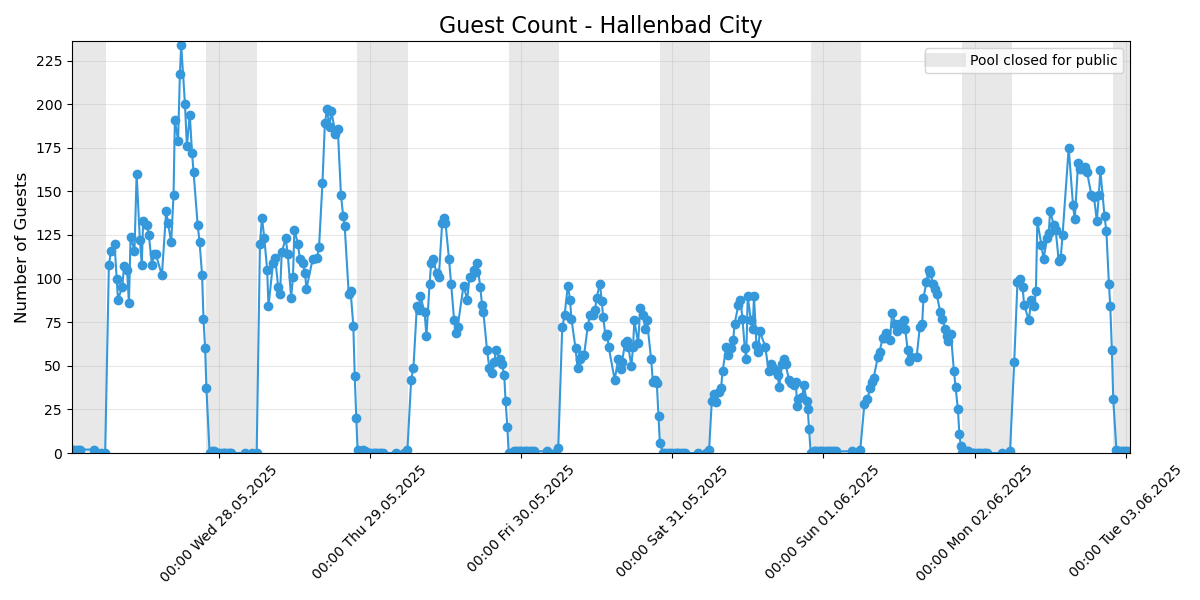 Guest Count - Hallenbad City
Pool closed for public
Number of Guests
225
200
175
150
125
100
75
50
25
0
00:00 Wed 28.05.2025
00:00 Thu 29.05.2025
00:00 Fri 30.05.2025
00:00 Sat 31.05.2025
00:00 Sun 01.06.2025
00:00 Mon 02.06.2025
00:00 Tue 03.06.2025